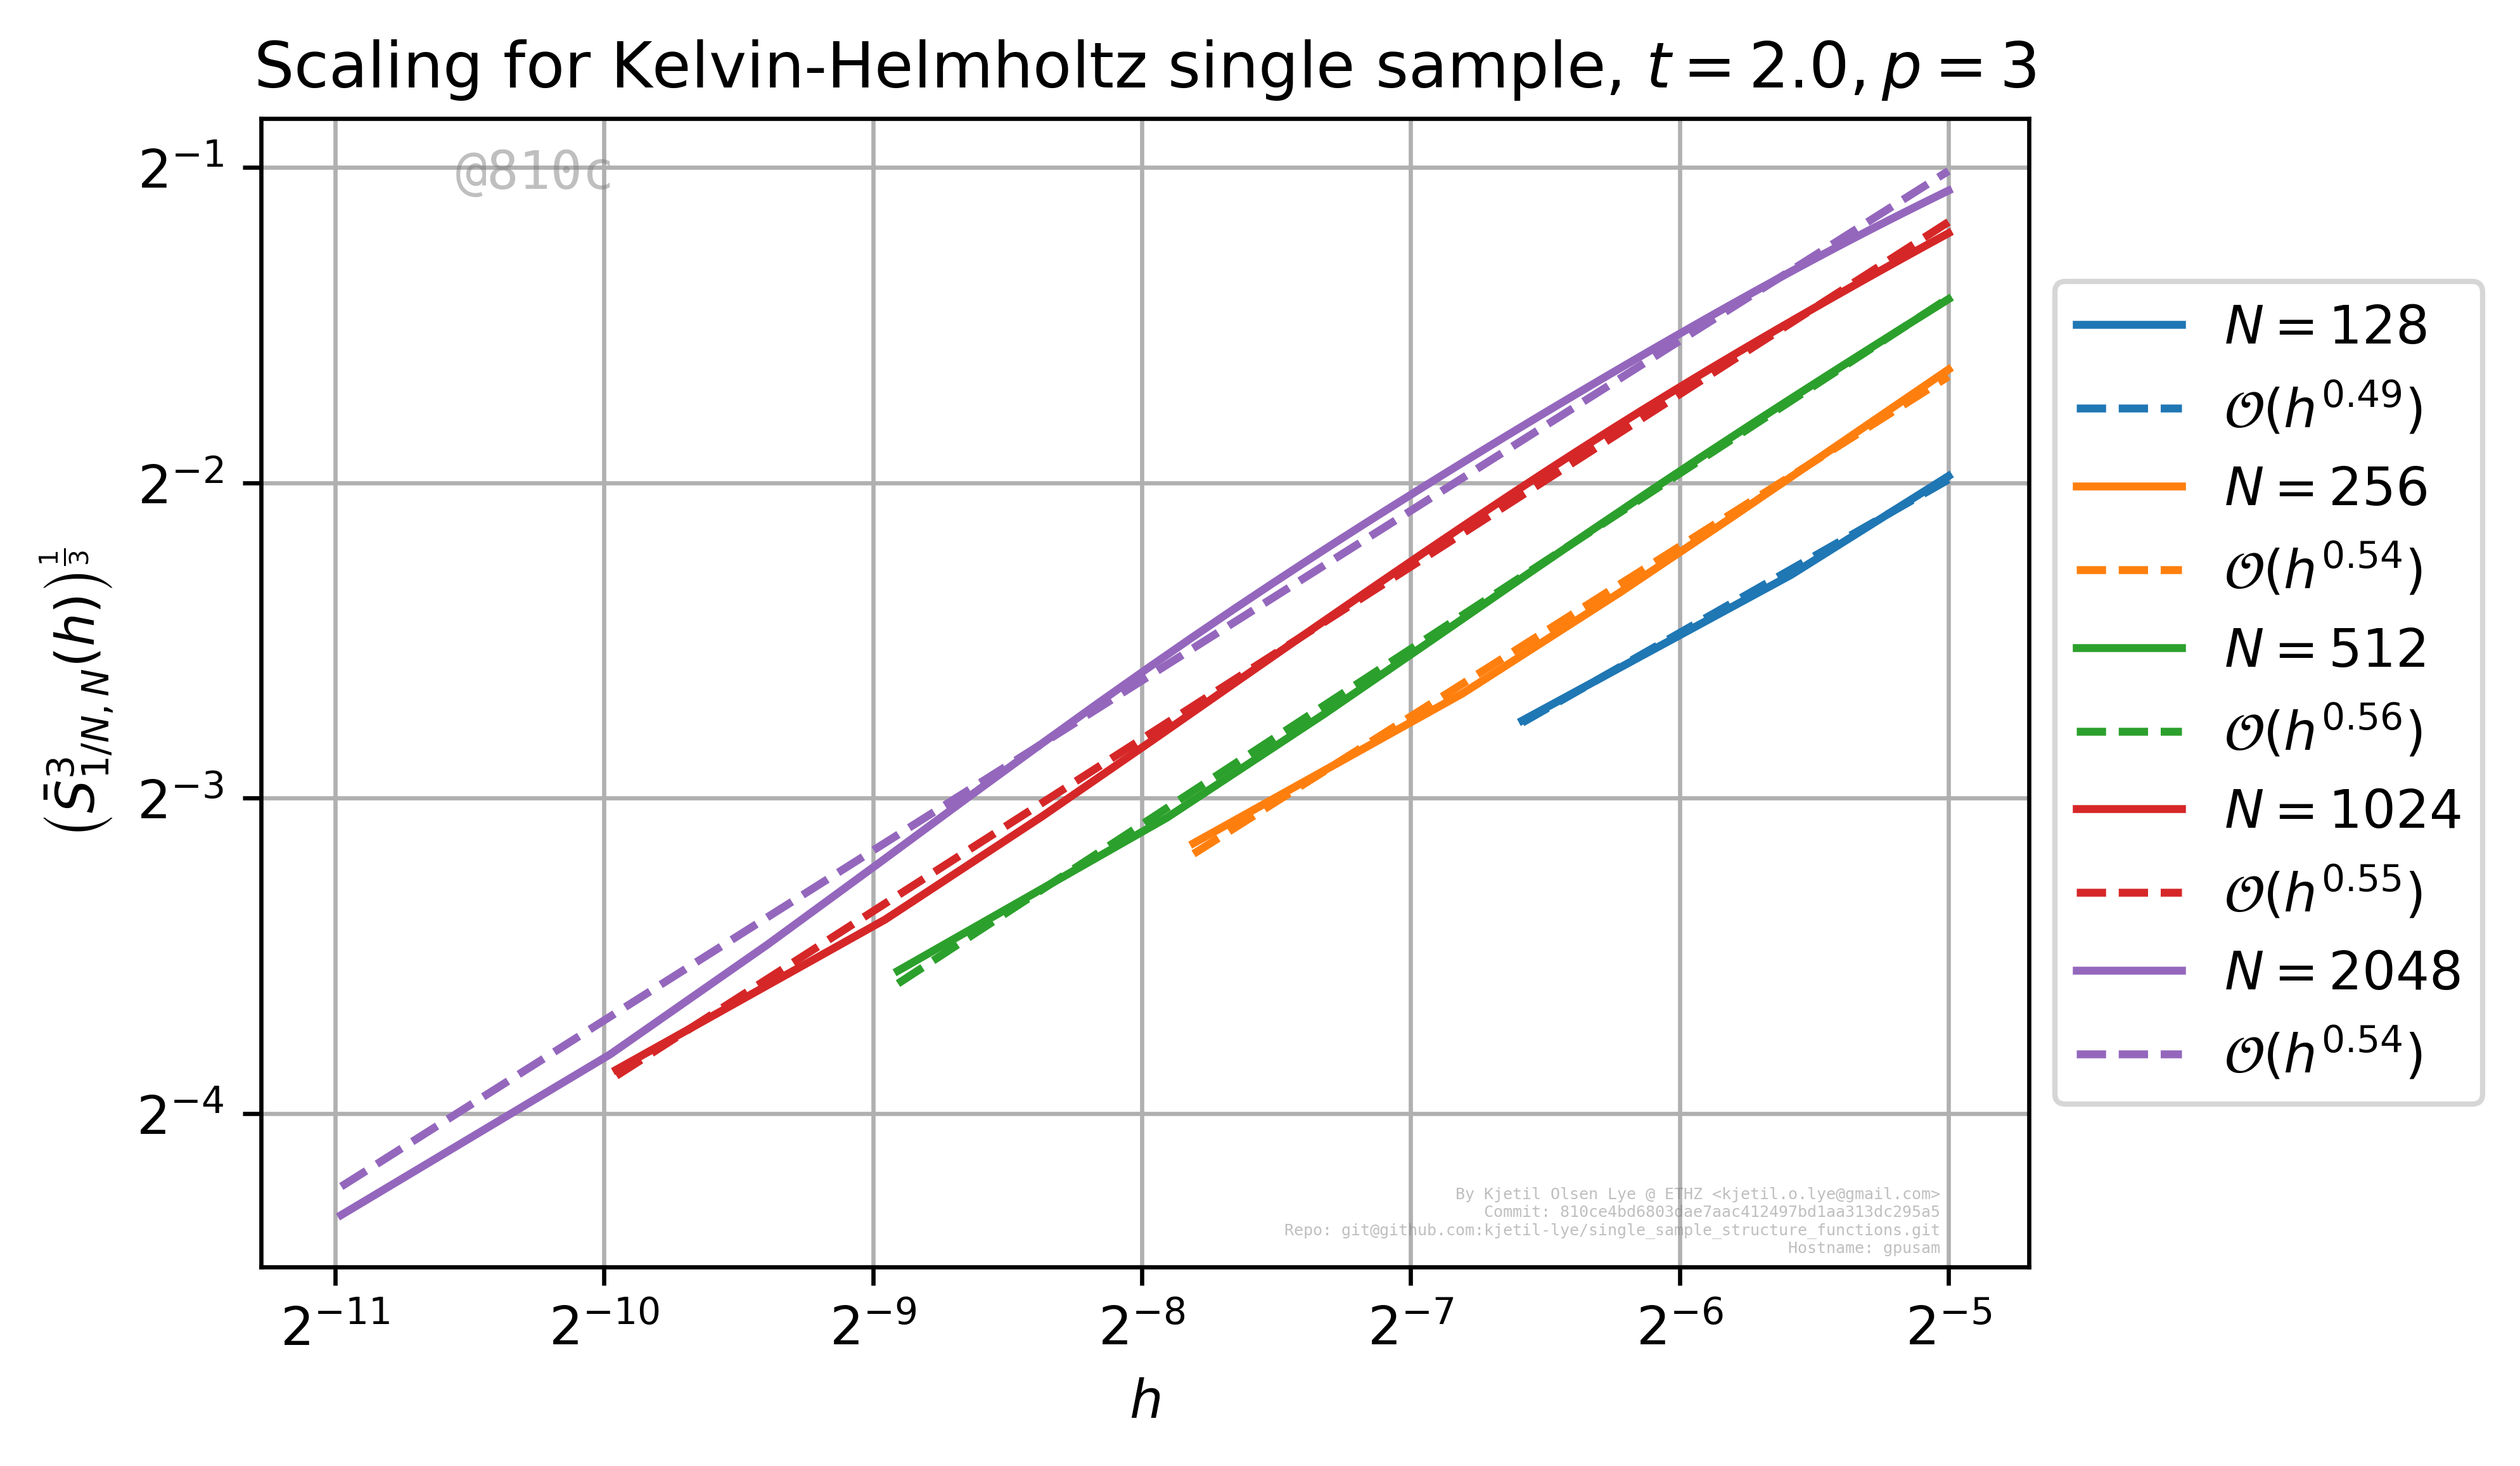 Scaling for Kelvin-Helmholtz single sample, t = 2.0, p = 3
@810c
2^{-1}
2^{-2}
2^{-3}
2^{-4}
(S̄^3_{1/N,N}(h))^{1/3}
2^{-11} 2^{-10} 2^{-9} 2^{-8} 2^{-7} 2^{-6} 2^{-5}
h
N = 128
𝒪(h^{0.49})
N = 256
𝒪(h^{0.54})
N = 512
𝒪(h^{0.56})
N = 1024
𝒪(h^{0.55})
N = 2048
𝒪(h^{0.54})
By Kjetil Olsen Lye @ ETHZ <kjetil.o.lye@gmail.com>
Commit: 810ce4bd6803dae7aac412497bd1aa313dc295a5
Repo: git@github.com:kjetil-lye/single_sample_structure_functions.git
Hostname: gpusam